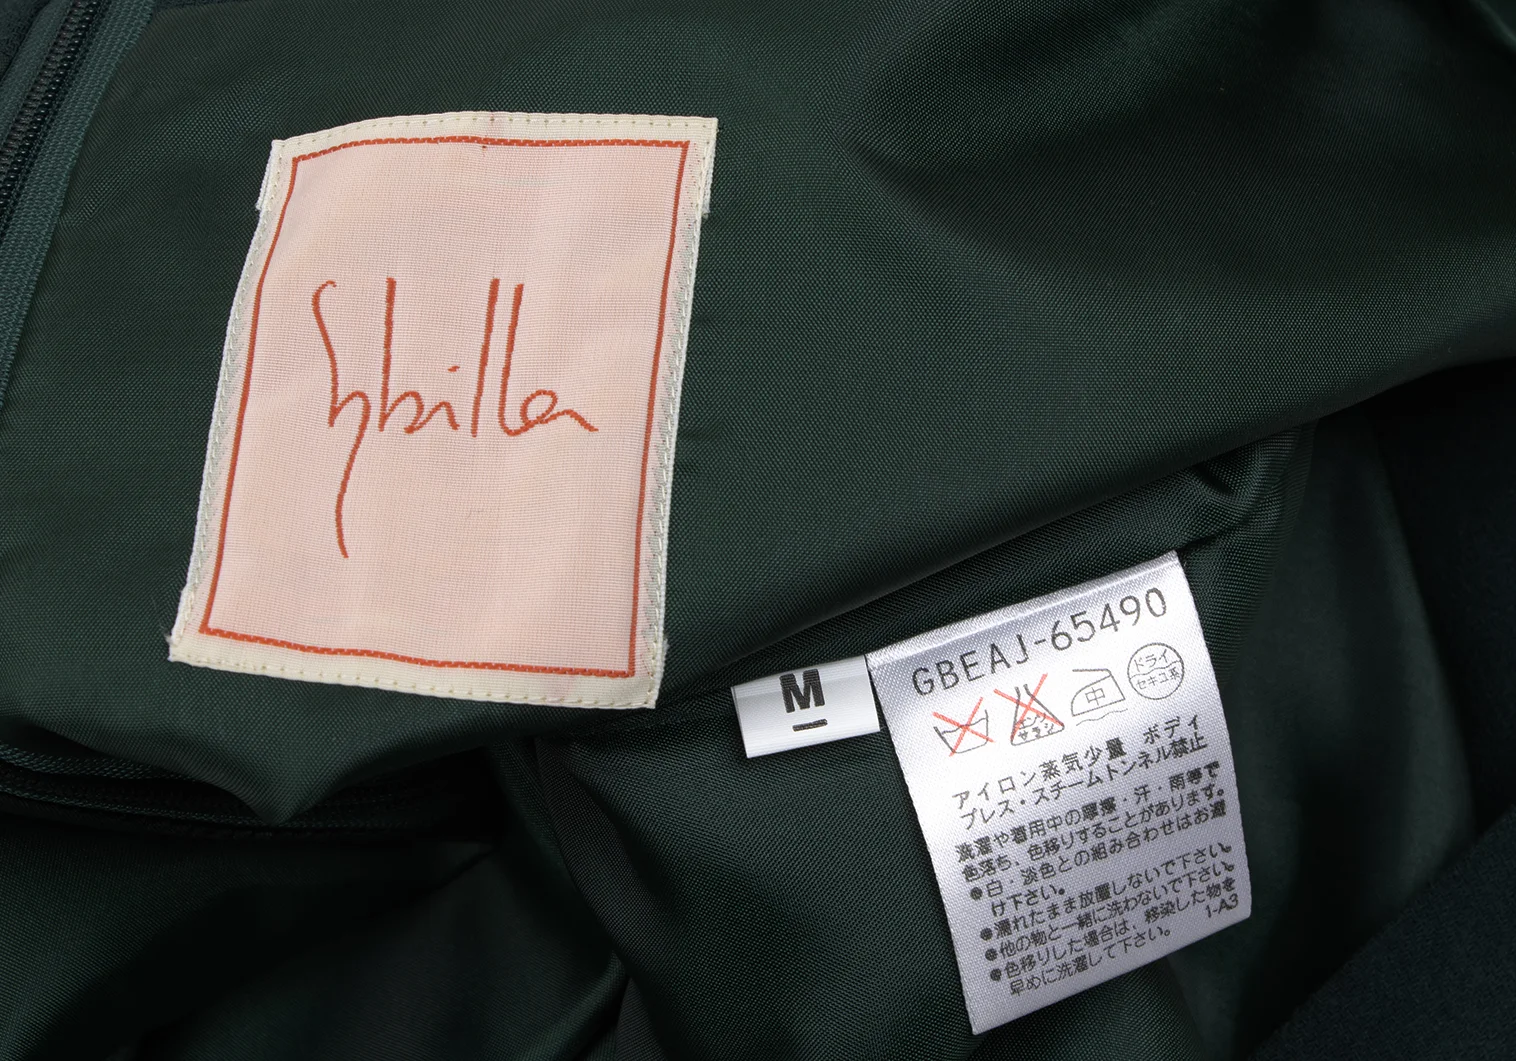 Sybilla
M
GBEAJ-65490
エンソ
サラシ
中
ドライ
セキユ系
アイロン蒸気少量 ボディ
プレス・スチームトンネル禁止
洗濯や着用中の摩擦・汗・雨等で
色落ち、色移りすることがあります。
●白・淡色との組み合わせはお避
け下さい。
●濡れたまま放置しないで下さい。
●他の物と一緒に洗わないで下さい。
●色移りした場合は、移染した物を
早めに洗濯して下さい。
1-A3